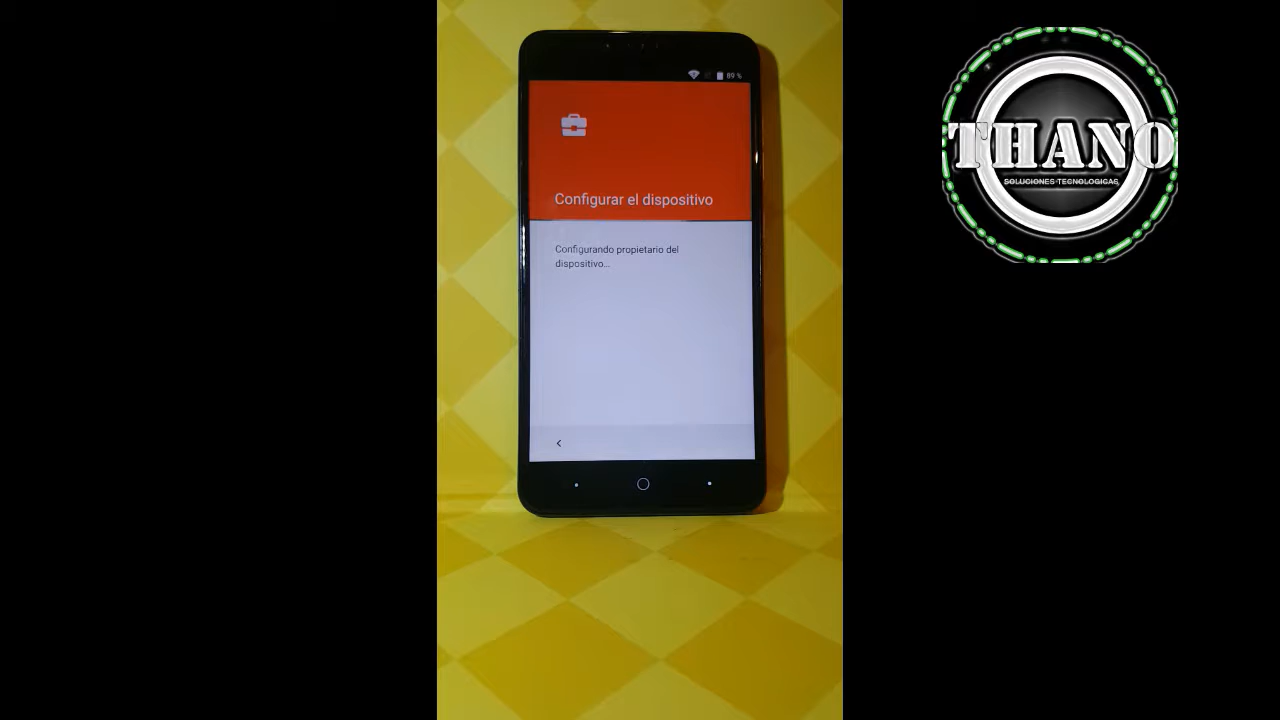 89 %
Configurar el dispositivo
Configurando propietario del
dispositivo...
THANO
SOLUCIONES TECNOLOGICAS